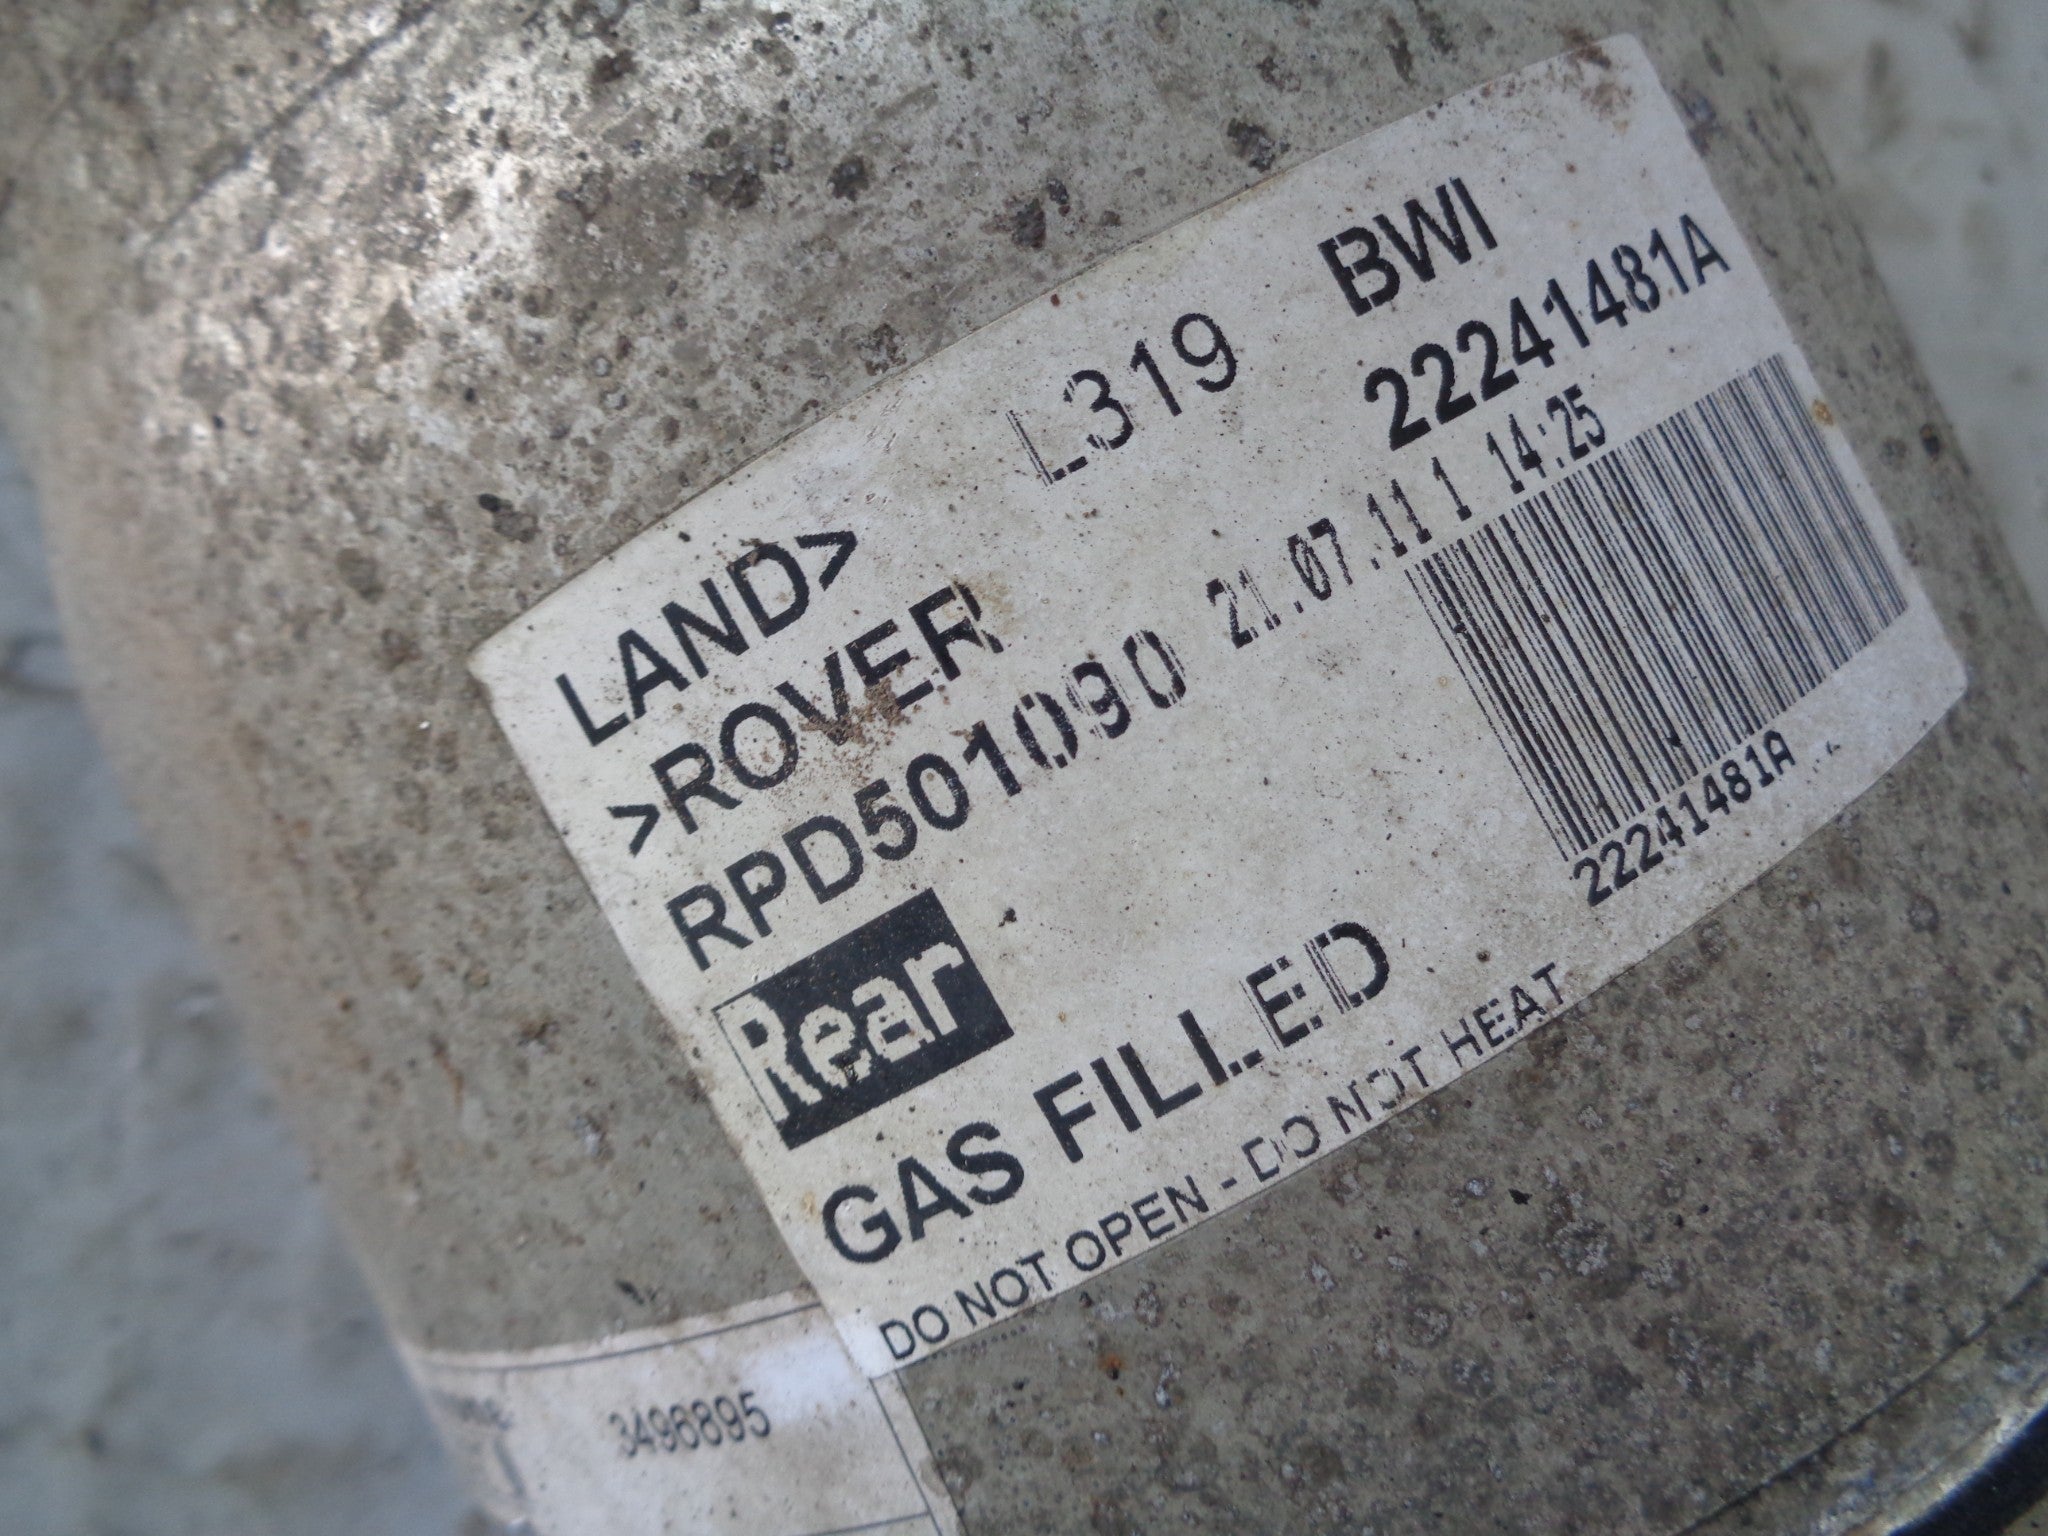 LAND>
>ROVER
L319
BWI
22241481A
RPD501090
21.07.11 1 14:25
22241481A
Rear
GAS FILLED
DO NOT OPEN - DO NOT HEAT
3496895